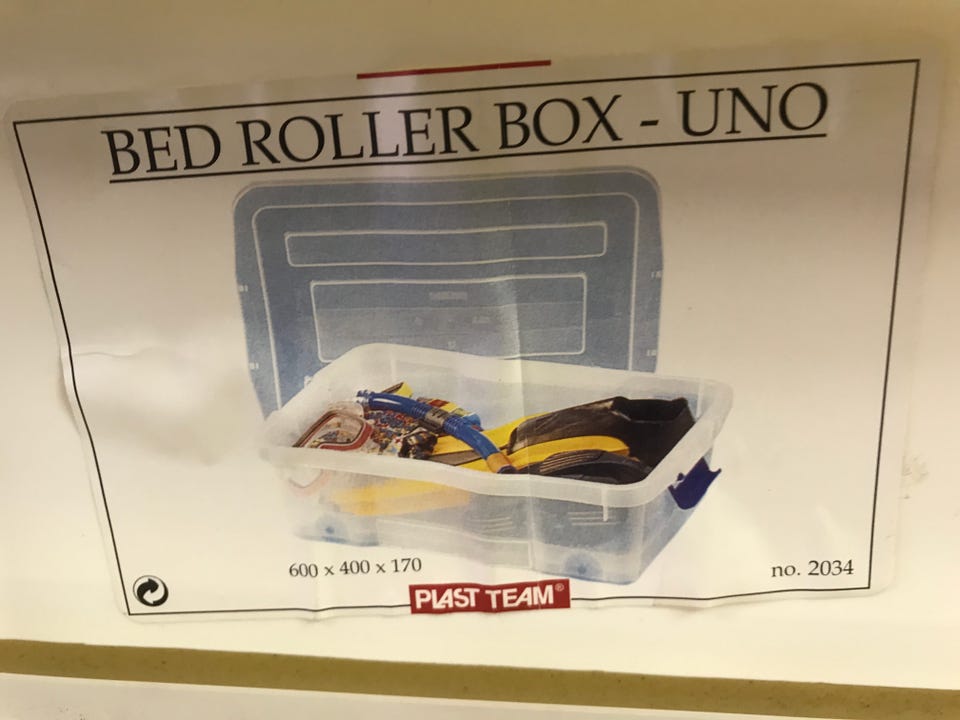 BED ROLLER BOX - UNO
600 x 400 x 170
no. 2034
PLAST TEAM®